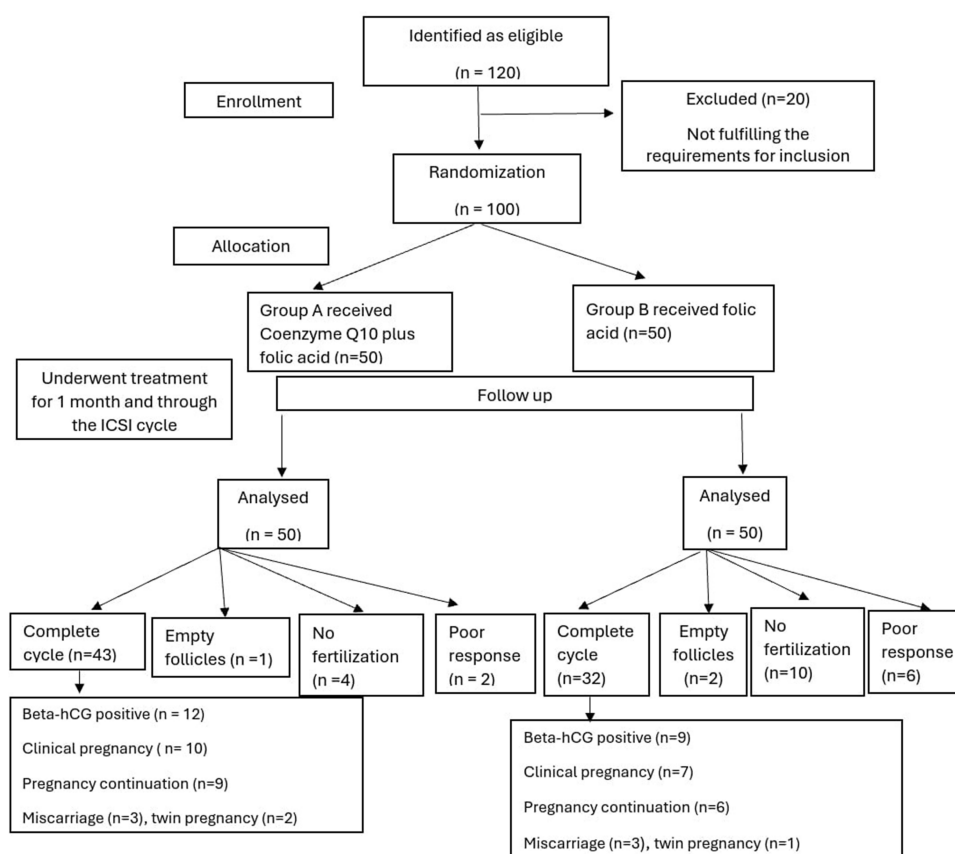 Identified as eligible
(n = 120)
Enrollment
Excluded (n=20)
Not fulfilling the
requirements for inclusion
Randomization
(n = 100)
Allocation
Group A received
Coenzyme Q10 plus
folic acid (n=50)
Group B received folic
acid (n=50)
Underwent treatment
for 1 month and through
the ICSI cycle
Follow up
Analysed
(n = 50)
Analysed
(n = 50)
Complete
cycle (n=43)
Empty
follicles (n =1)
No
fertilization
(n =4)
Poor
response
(n = 2)
Complete
cycle
(n=32)
Empty
follicles
(n=2)
No
fertilization
(n=10)
Poor
response
(n=6)
Beta-hCG positive (n = 12)
Clinical pregnancy ( n= 10)
Pregnancy continuation (n=9)
Miscarriage (n=3), twin pregnancy (n=2)
Beta-hCG positive (n=9)
Clinical pregnancy (n=7)
Pregnancy continuation (n=6)
Miscarriage (n=3), twin pregnancy (n=1)